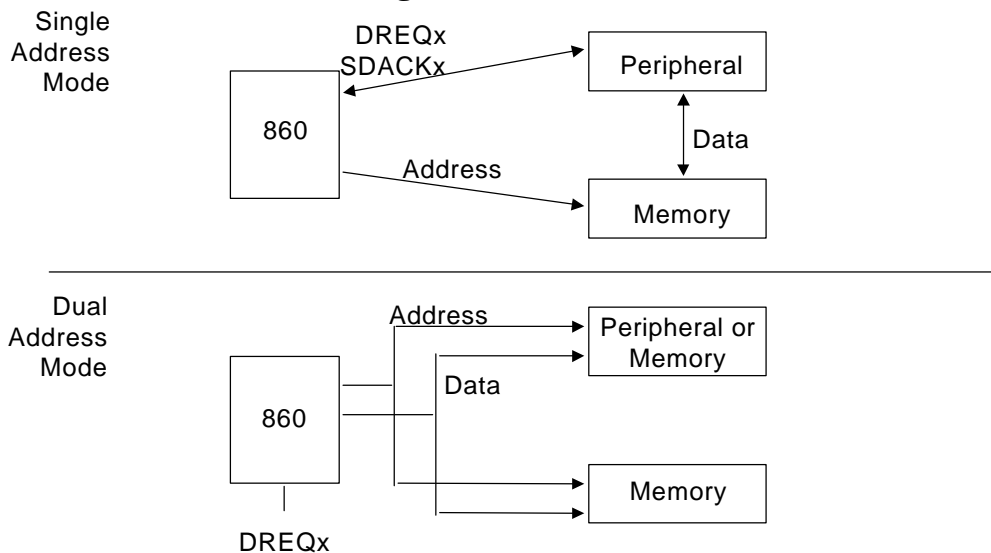 Single
Address
Mode
DREQx
SDACKx
860
Peripheral
Data
Address
Memory
Dual
Address
Mode
Address
Peripheral or
Memory
Data
860
Memory
DREQx